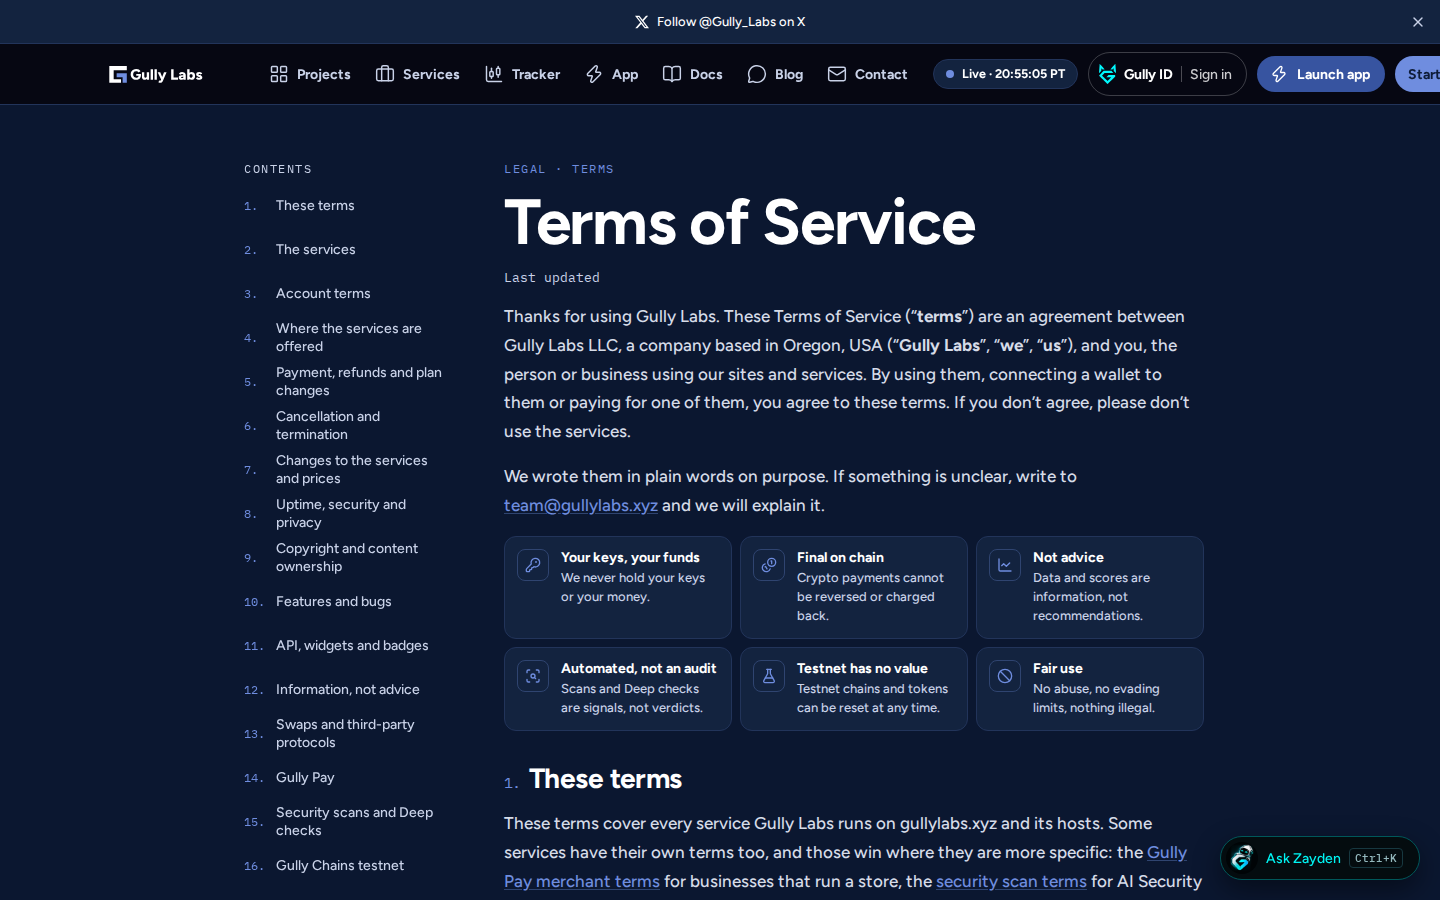 Follow @Gully_Labs on X
Gully Labs
Projects
Services
Tracker
App
Docs
Blog
Contact
Live · 20:55:05 PT
Gully ID
Sign in
Launch app
Start
CONTENTS
1. These terms
2. The services
3. Account terms
4. Where the services are
offered
5. Payment, refunds and plan
changes
6. Cancellation and
termination
7. Changes to the services
and prices
8. Uptime, security and
privacy
9. Copyright and content
ownership
10. Features and bugs
11. API, widgets and badges
12. Information, not advice
13. Swaps and third-party
protocols
14. Gully Pay
15. Security scans and Deep
checks
16. Gully Chains testnet
LEGAL · TERMS
Terms of Service
Last updated
Thanks for using Gully Labs. These Terms of Service (“terms”) are an agreement between
Gully Labs LLC, a company based in Oregon, USA (“Gully Labs”, “we”, “us”), and you, the
person or business using our sites and services. By using them, connecting a wallet to
them or paying for one of them, you agree to these terms. If you don’t agree, please don’t
use the services.
We wrote them in plain words on purpose. If something is unclear, write to
team@gullylabs.xyz and we will explain it.
Your keys, your funds
We never hold your keys
or your money.
Final on chain
Crypto payments cannot
be reversed or charged
back.
Not advice
Data and scores are
information, not
recommendations.
Automated, not an audit
Scans and Deep checks
are signals, not verdicts.
Testnet has no value
Testnet chains and tokens
can be reset at any time.
Fair use
No abuse, no evading
limits, nothing illegal.
1. These terms
These terms cover every service Gully Labs runs on gullylabs.xyz and its hosts. Some
services have their own terms too, and those win where they are more specific: the Gully
Pay merchant terms for businesses that run a store, the security scan terms for AI Security
Ask Zayden
Ctrl+K